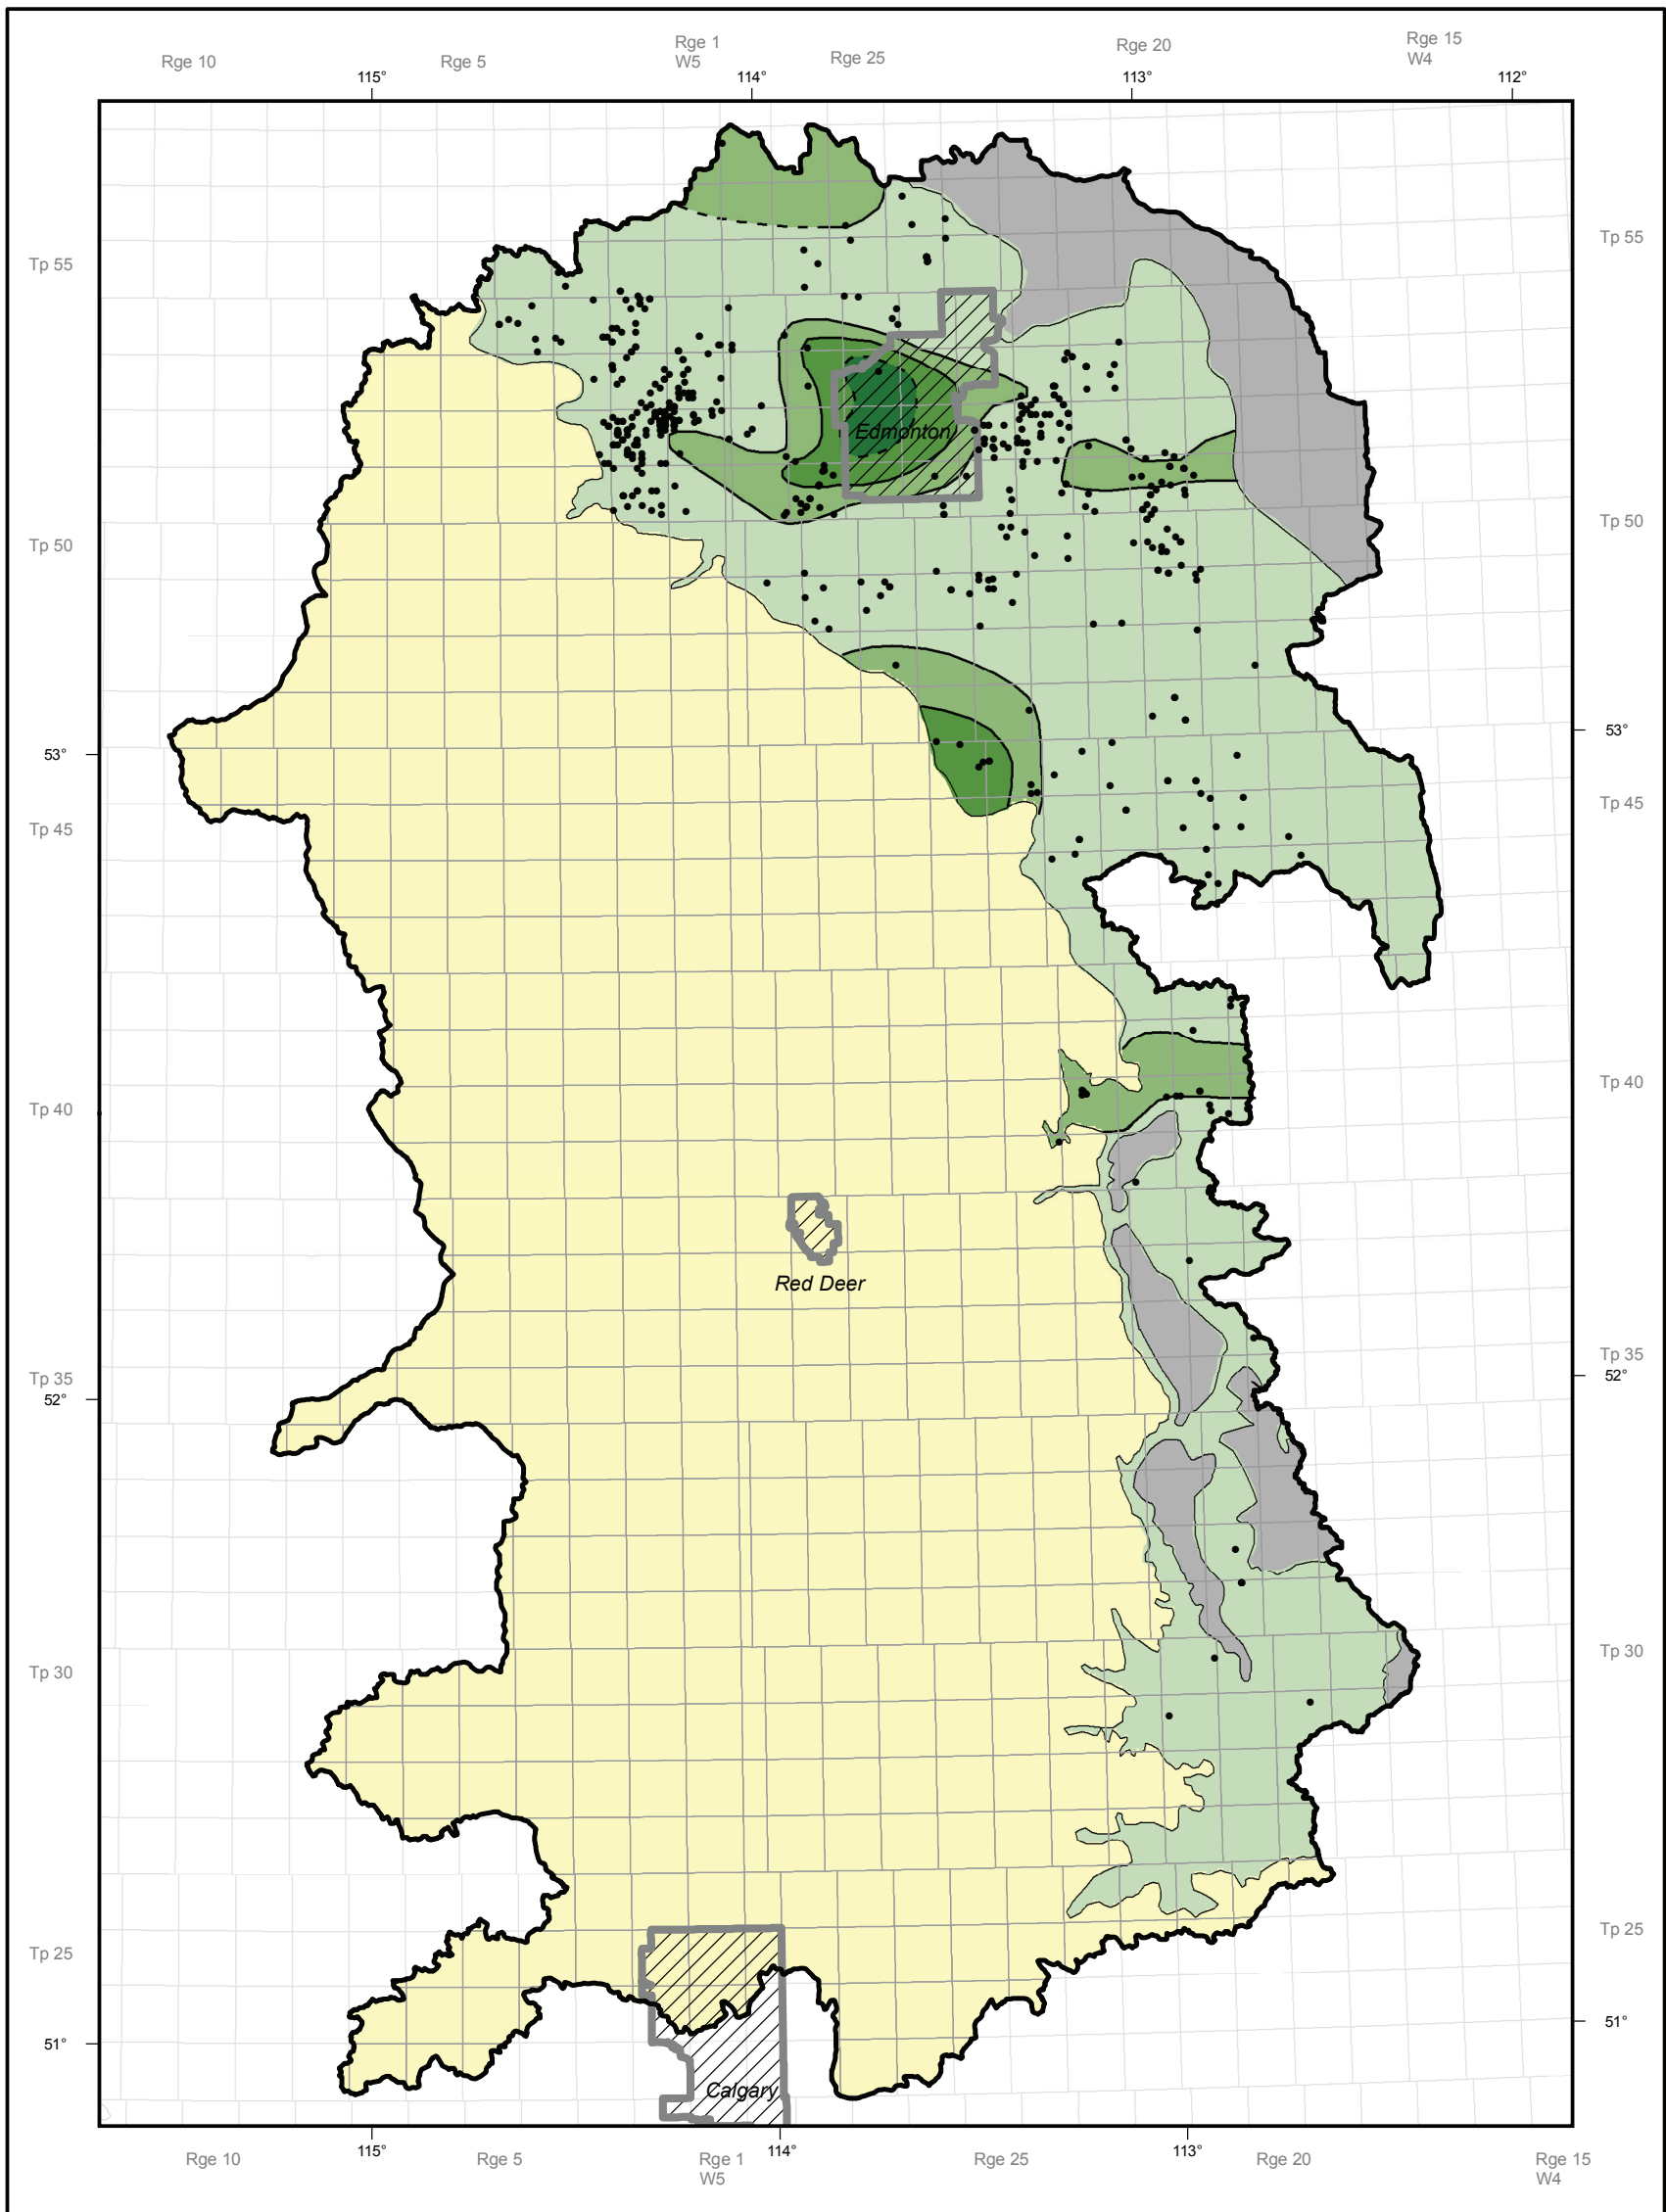 Rge 10
Rge 5
Rge 1
W5
Rge 25
Rge 20
Rge 15
W4
115°
114°
113°
112°
Tp 55
Tp 55
Edmonton
Tp 50
Tp 50
53°
53°
Tp 45
Tp 45
Tp 40
Tp 40
Red Deer
Tp 35
Tp 35
52°
52°
Tp 30
Tp 30
Tp 25
Tp 25
51°
51°
Calgary
115°
114°
113°
Rge 10
Rge 5
Rge 1
W5
Rge 25
Rge 20
Rge 15
W4